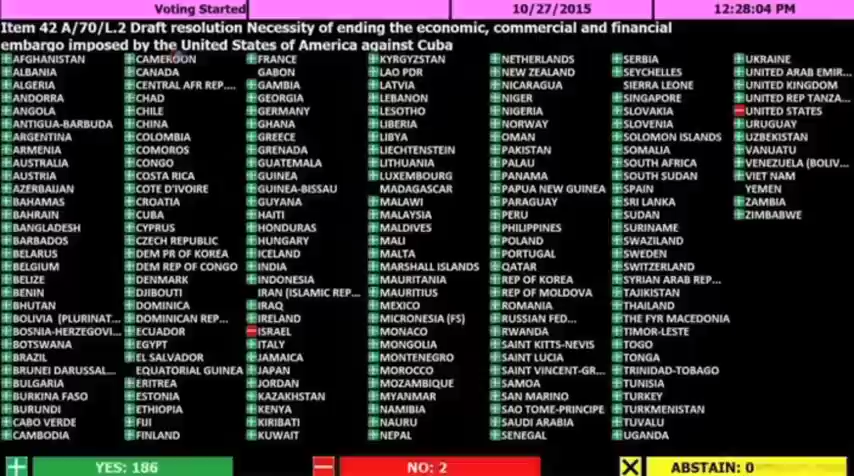 Voting Started 10/27/2015 12:28:04 PM
Item 42 A/70/L.2 Draft resolution Necessity of ending the economic, commercial and financial
embargo imposed by the United States of America against Cuba
AFGHANISTAN
ALBANIA
ALGERIA
ANDORRA
ANGOLA
ANTIGUA-BARBUDA
ARGENTINA
ARMENIA
AUSTRALIA
AUSTRIA
AZERBAIJAN
BAHAMAS
BAHRAIN
BANGLADESH
BARBADOS
BELARUS
BELGIUM
BELIZE
BENIN
BHUTAN
BOLIVIA (PLURINAT...
BOSNIA-HERZEGOVI...
BOTSWANA
BRAZIL
BRUNEI DARUSSAL...
BULGARIA
BURKINA FASO
BURUNDI
CABO VERDE
CAMBODIA
CAMEROON
CANADA
CENTRAL AFR REP....
CHAD
CHILE
CHINA
COLOMBIA
COMOROS
CONGO
COSTA RICA
COTE D'IVOIRE
CROATIA
CUBA
CYPRUS
CZECH REPUBLIC
DEM PR OF KOREA
DEM REP OF CONGO
DENMARK
DJIBOUTI
DOMINICA
DOMINICAN REP...
ECUADOR
EGYPT
EL SALVADOR
EQUATORIAL GUINEA
ERITREA
ESTONIA
ETHIOPIA
FIJI
FINLAND
FRANCE
GABON
GAMBIA
GEORGIA
GERMANY
GHANA
GREECE
GRENADA
GUATEMALA
GUINEA
GUINEA-BISSAU
GUYANA
HAITI
HONDURAS
HUNGARY
ICELAND
INDIA
INDONESIA
IRAN (ISLAMIC REP...
IRAQ
IRELAND
ISRAEL
ITALY
JAMAICA
JAPAN
JORDAN
KAZAKHSTAN
KENYA
KIRIBATI
KUWAIT
KYRGYZSTAN
LAO PDR
LATVIA
LEBANON
LESOTHO
LIBERIA
LIBYA
LIECHTENSTEIN
LITHUANIA
LUXEMBOURG
MADAGASCAR
MALAWI
MALAYSIA
MALDIVES
MALI
MALTA
MARSHALL ISLANDS
MAURITANIA
MAURITIUS
MEXICO
MICRONESIA (FS)
MONACO
MONGOLIA
MONTENEGRO
MOROCCO
MOZAMBIQUE
MYANMAR
NAMIBIA
NAURU
NEPAL
NETHERLANDS
NEW ZEALAND
NICARAGUA
NIGER
NIGERIA
NORWAY
OMAN
PAKISTAN
PALAU
PANAMA
PAPUA NEW GUINEA
PARAGUAY
PERU
PHILIPPINES
POLAND
PORTUGAL
QATAR
REP OF KOREA
REP OF MOLDOVA
ROMANIA
RUSSIAN FED...
RWANDA
SAINT KITTS-NEVIS
SAINT LUCIA
SAINT VINCENT-GR...
SAMOA
SAN MARINO
SAO TOME-PRINCIPE
SAUDI ARABIA
SENEGAL
SERBIA
SEYCHELLES
SIERRA LEONE
SINGAPORE
SLOVAKIA
SLOVENIA
SOLOMON ISLANDS
SOMALIA
SOUTH AFRICA
SOUTH SUDAN
SPAIN
SRI LANKA
SUDAN
SURINAME
SWAZILAND
SWEDEN
SWITZERLAND
SYRIAN ARAB REP...
TAJIKISTAN
THAILAND
THE FYR MACEDONIA
TIMOR-LESTE
TOGO
TONGA
TRINIDAD-TOBAGO
TUNISIA
TURKEY
TURKMENISTAN
TUVALU
UGANDA
UKRAINE
UNITED ARAB EMIR...
UNITED KINGDOM
UNITED REP TANZA...
UNITED STATES
URUGUAY
UZBEKISTAN
VANUATU
VENEZUELA (BOLIV...
VIET NAM
YEMEN
ZAMBIA
ZIMBABWE
YES: 186 NO: 2 ABSTAIN: 0